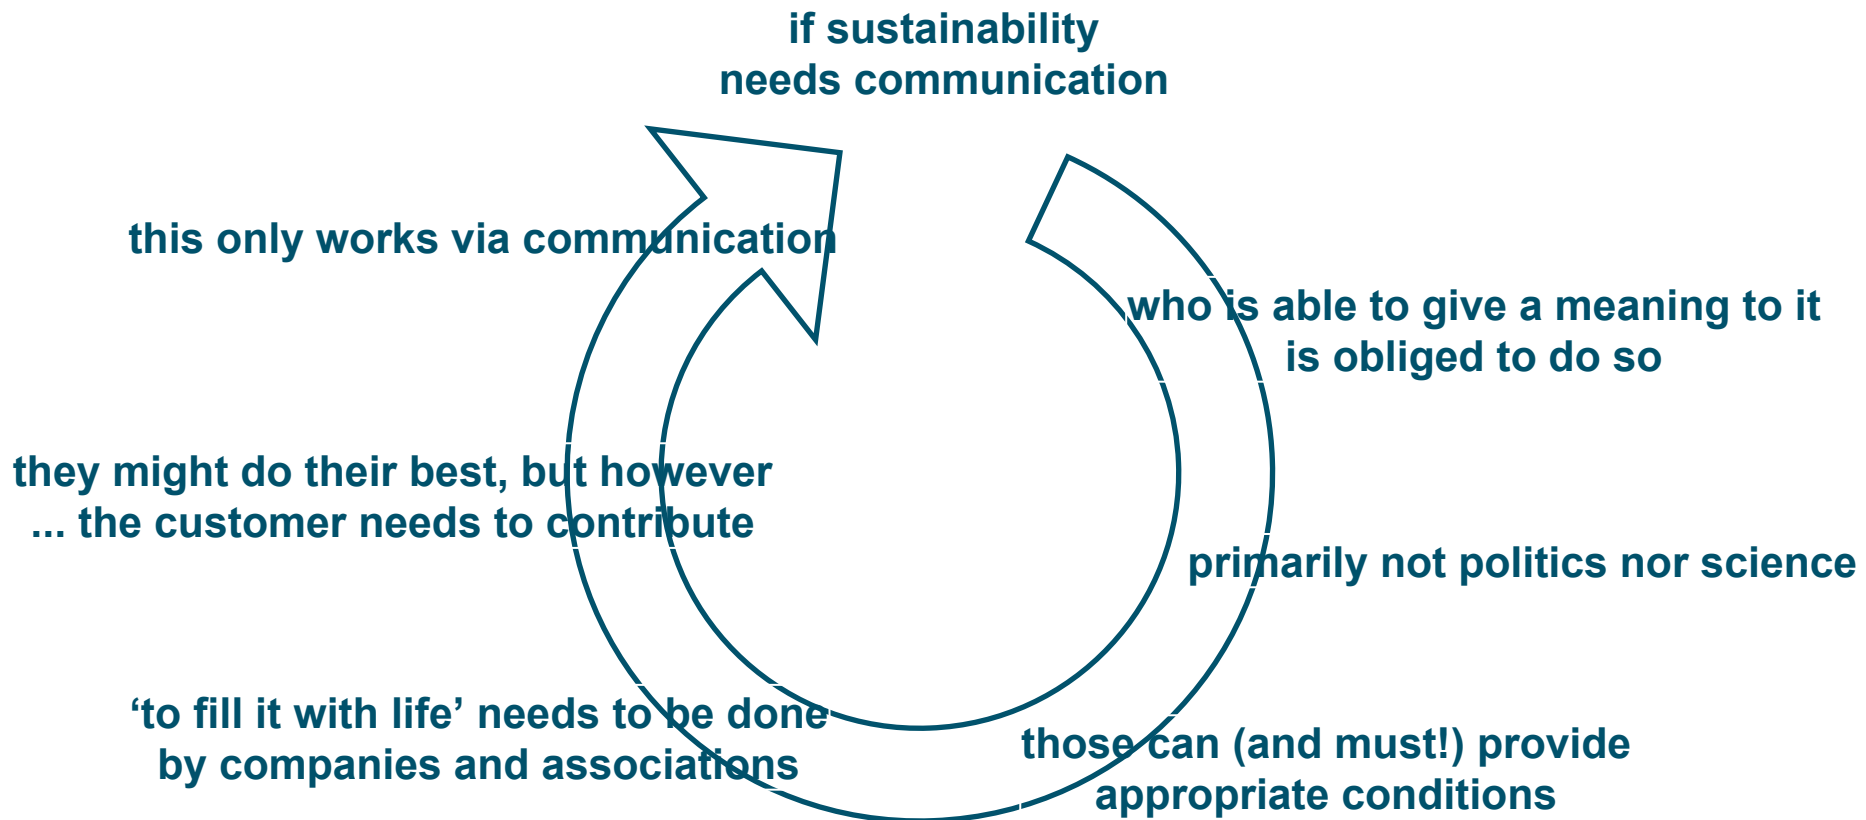 if sustainability
needs communication
who is able to give a meaning to it
is obliged to do so
primarily not politics nor science
those can (and must!) provide
appropriate conditions
‘to fill it with life’ needs to be done
by companies and associations
they might do their best, but however
... the customer needs to contribute
this only works via communication